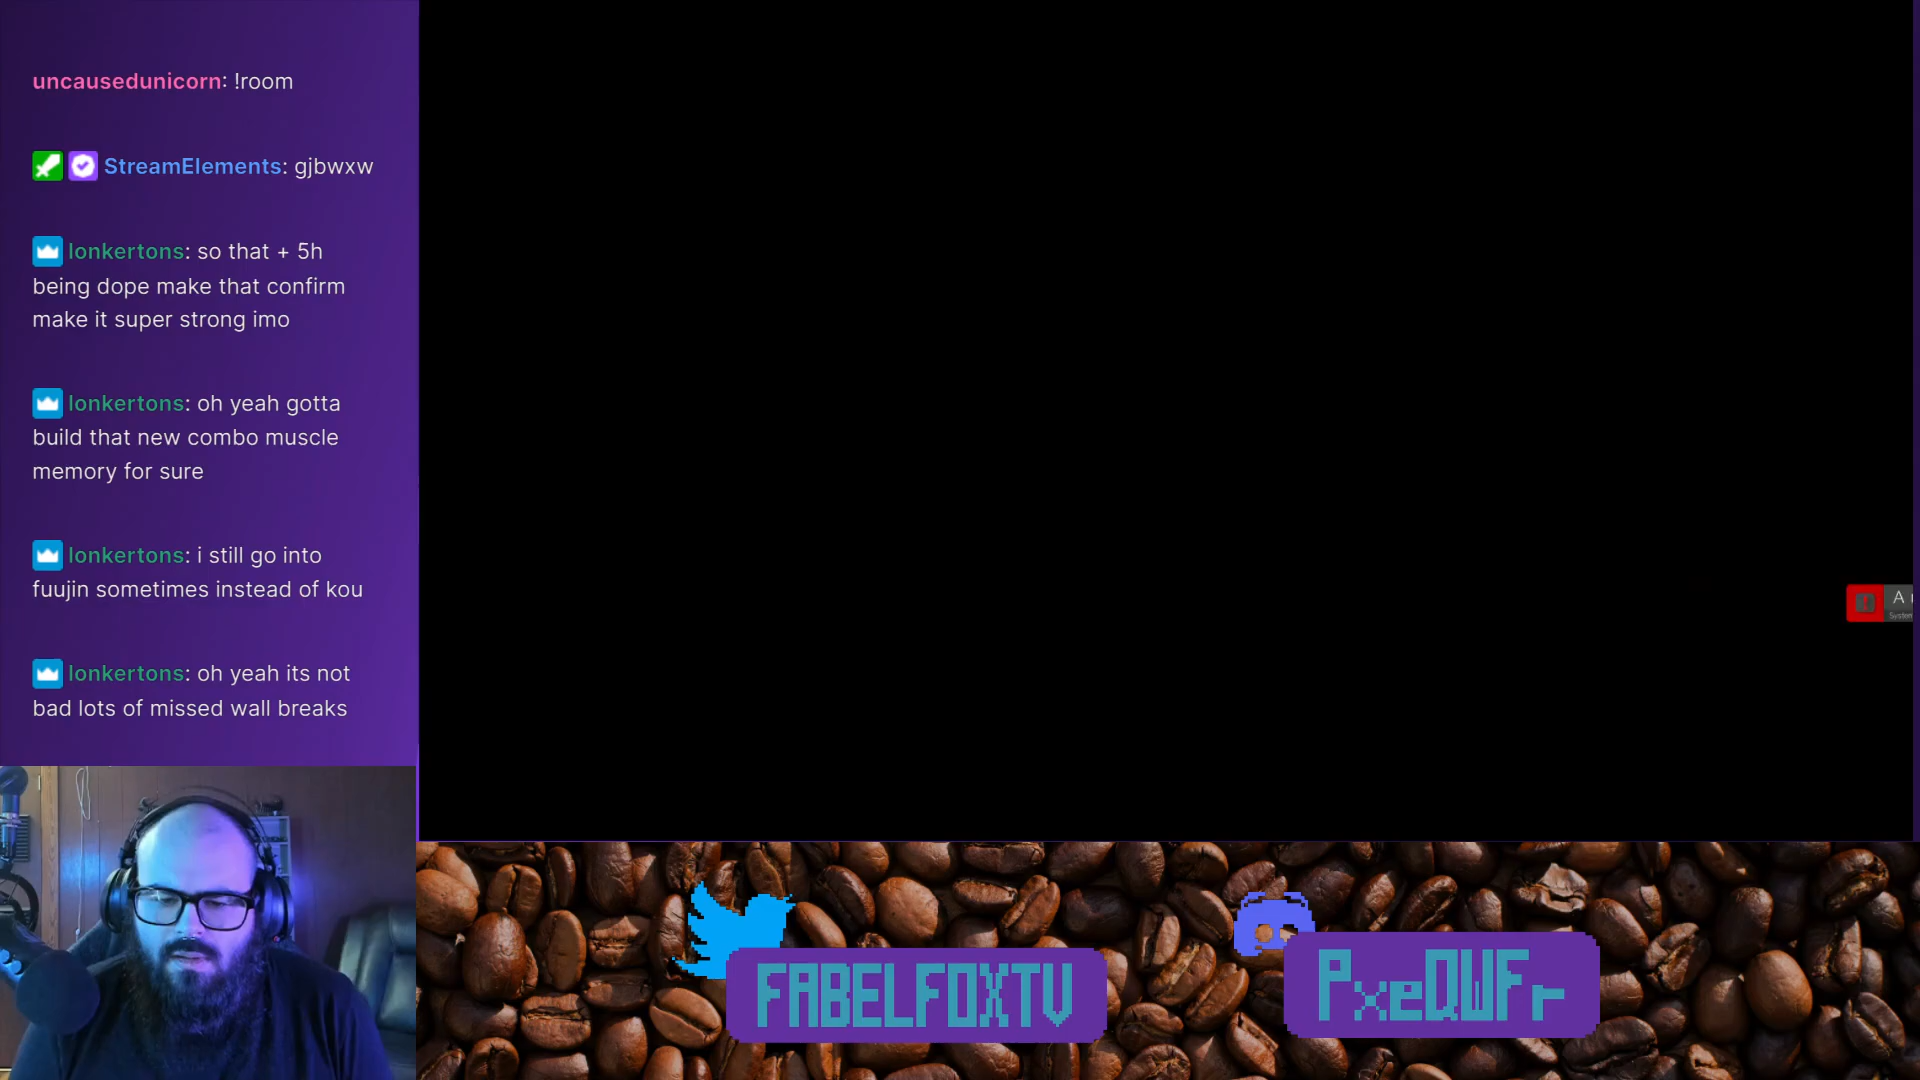 uncausedunicorn: !room
StreamElements: gjbwxw
lonkertons: so that + 5h
being dope make that confirm
make it super strong imo
lonkertons: oh yeah gotta
build that new combo muscle
memory for sure
lonkertons: i still go into
fuujin sometimes instead of kou
lonkertons: oh yeah its not
bad lots of missed wall breaks
A
System
FABELFOXTV
PxeQWFr